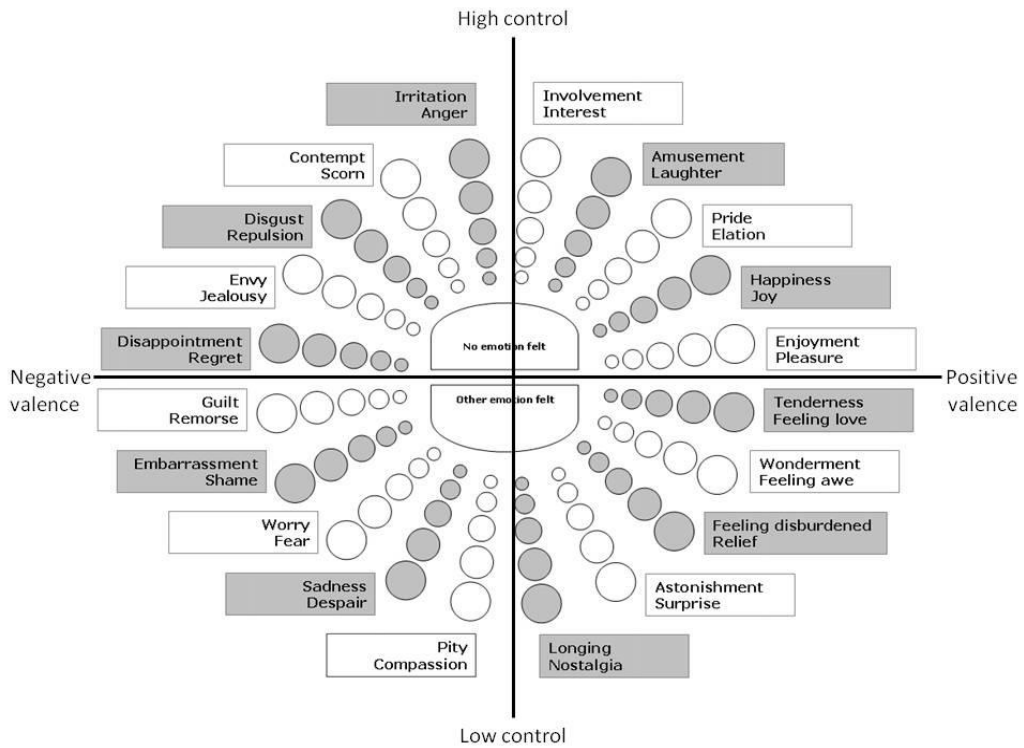 High control
Irritation
Anger
Involvement
Interest
Contempt
Scorn
Amusement
Laughter
Disgust
Repulsion
Pride
Elation
Envy
Jealousy
Happiness
Joy
Disappointment
Regret
No emotion felt
Enjoyment
Pleasure
Negative
valence
Positive
valence
Guilt
Remorse
Other emotion felt
Tenderness
Feeling love
Embarrassment
Shame
Wonderment
Feeling awe
Worry
Fear
Feeling disburdened
Relief
Sadness
Despair
Astonishment
Surprise
Pity
Compassion
Longing
Nostalgia
Low control